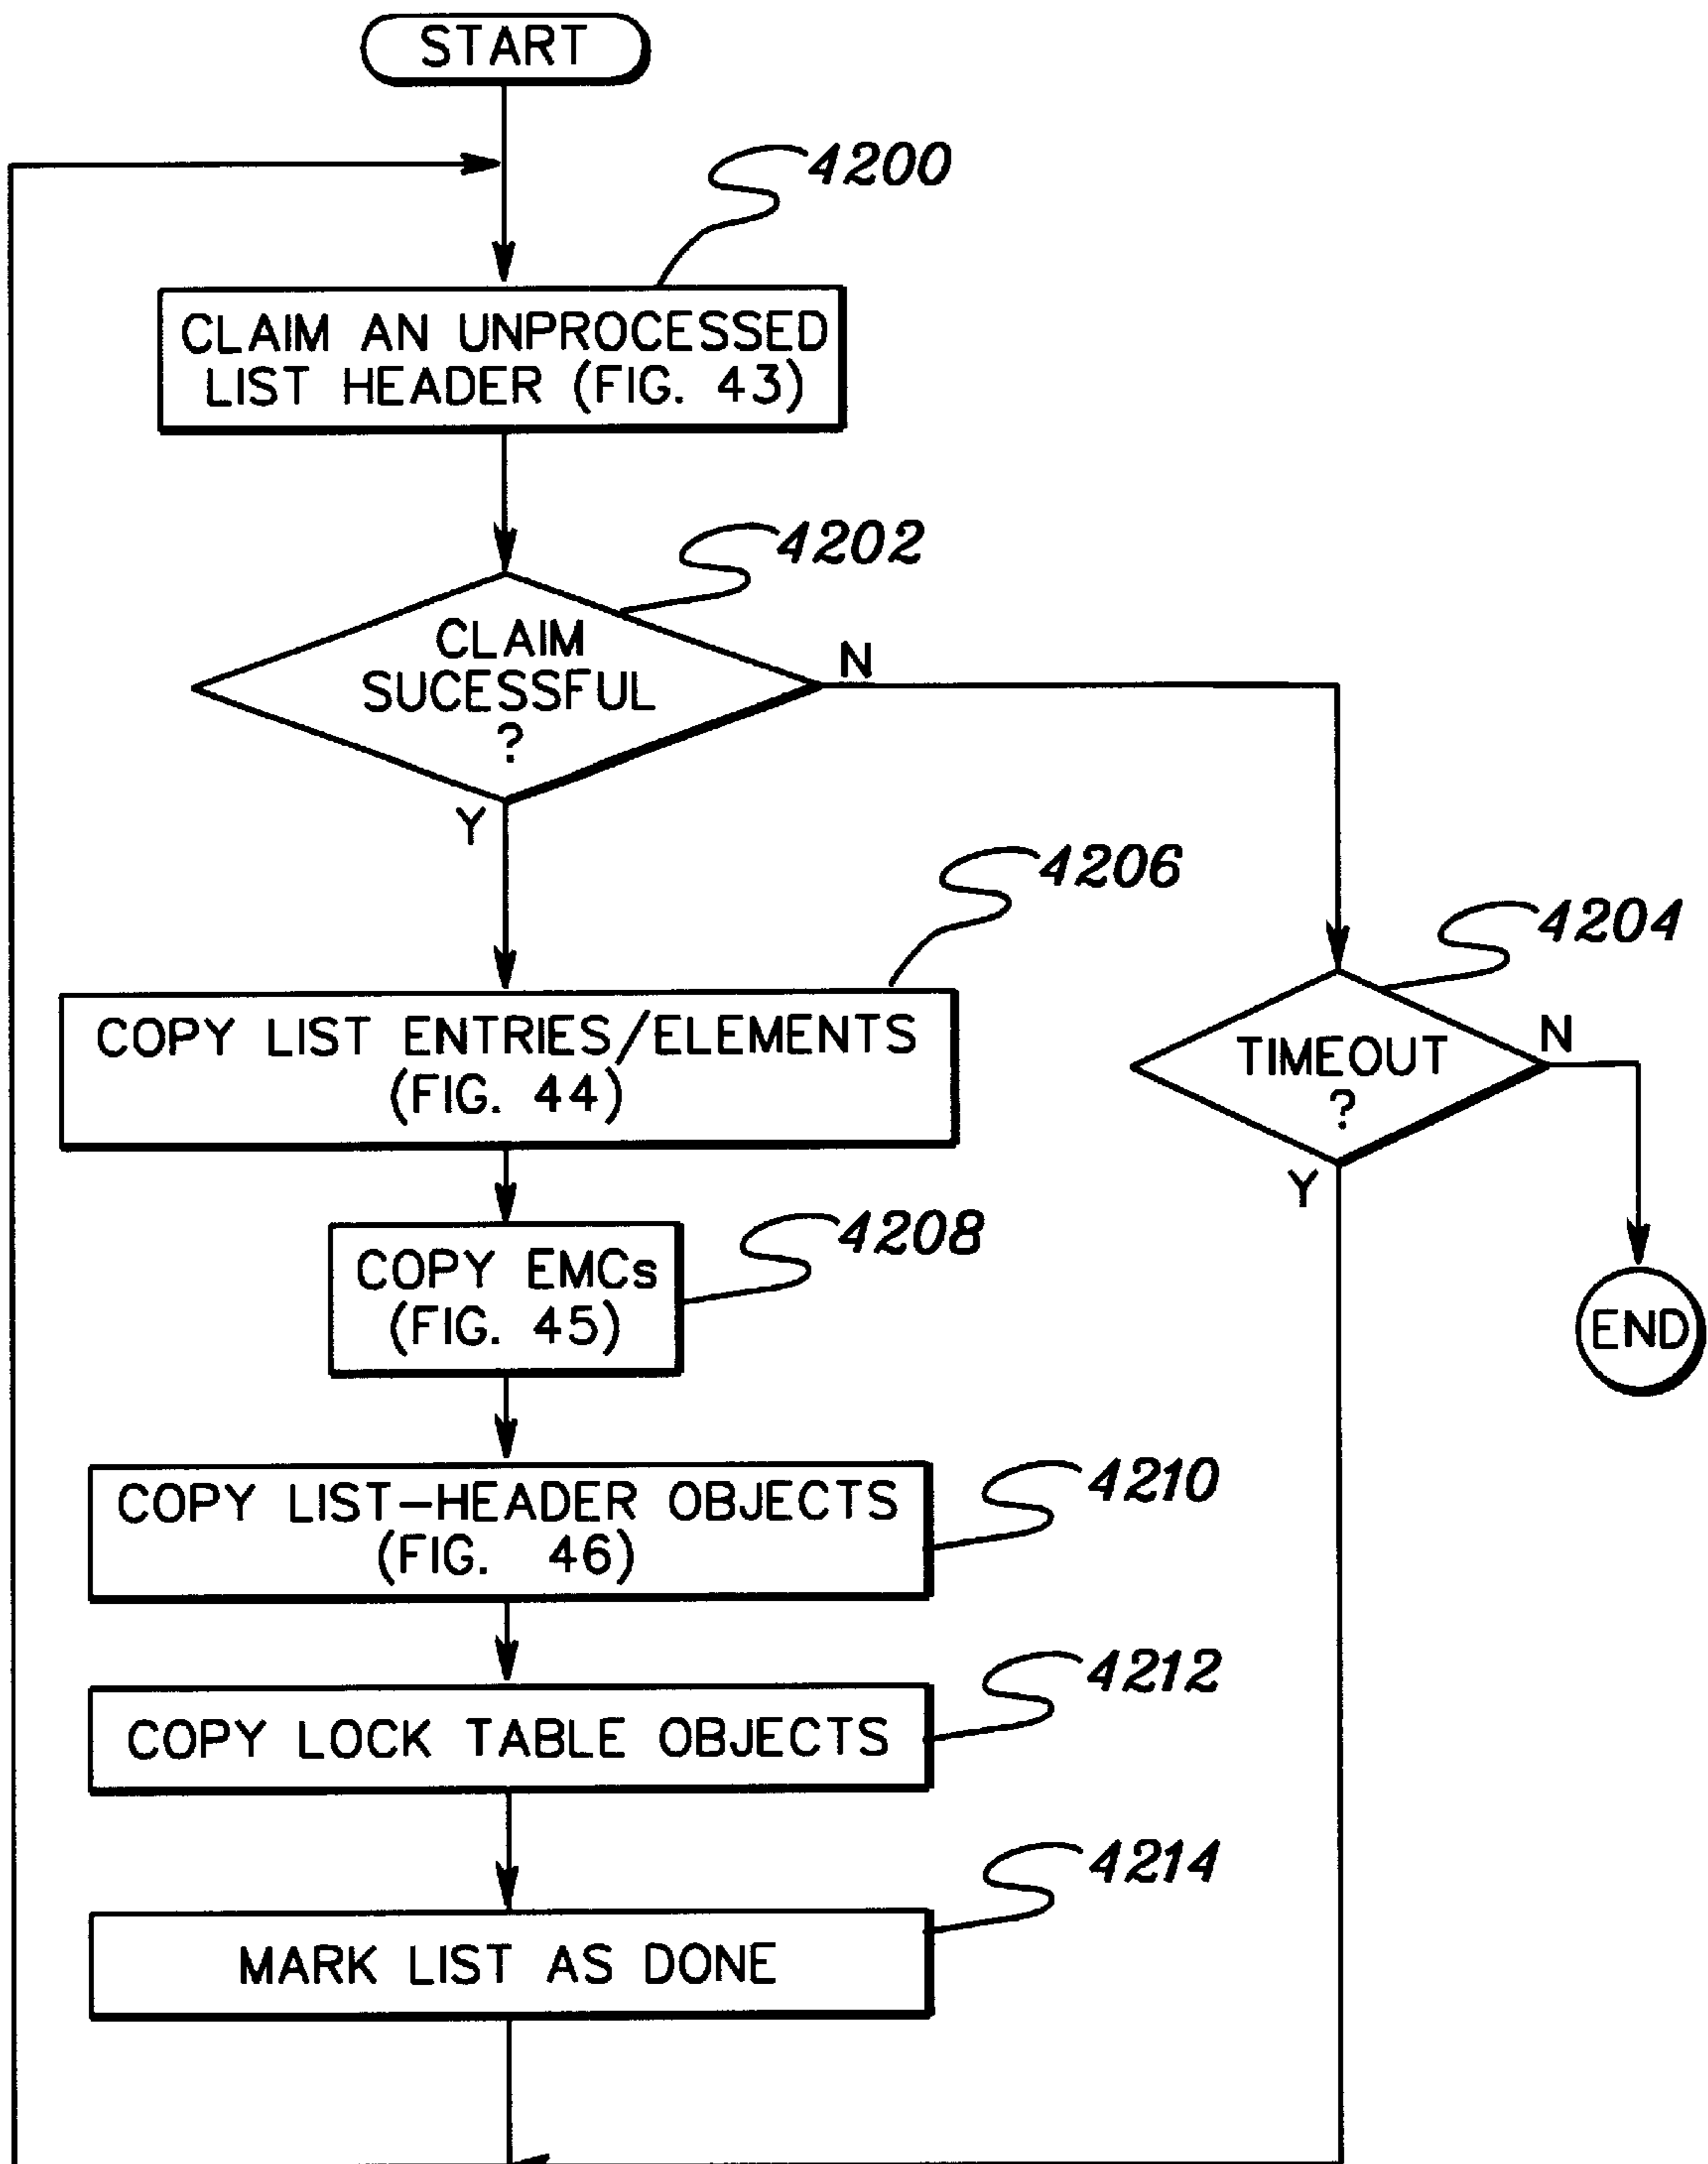 START
4200
CLAIM AN UNPROCESSED
LIST HEADER (FIG. 43)
4202
CLAIM
SUCESSFUL
?
N
Y
4206
COPY LIST ENTRIES/ELEMENTS
(FIG. 44)
4204
TIMEOUT
?
N
Y
END
4208
COPY EMCs
(FIG. 45)
4210
COPY LIST-HEADER OBJECTS
(FIG. 46)
4212
COPY LOCK TABLE OBJECTS
4214
MARK LIST AS DONE